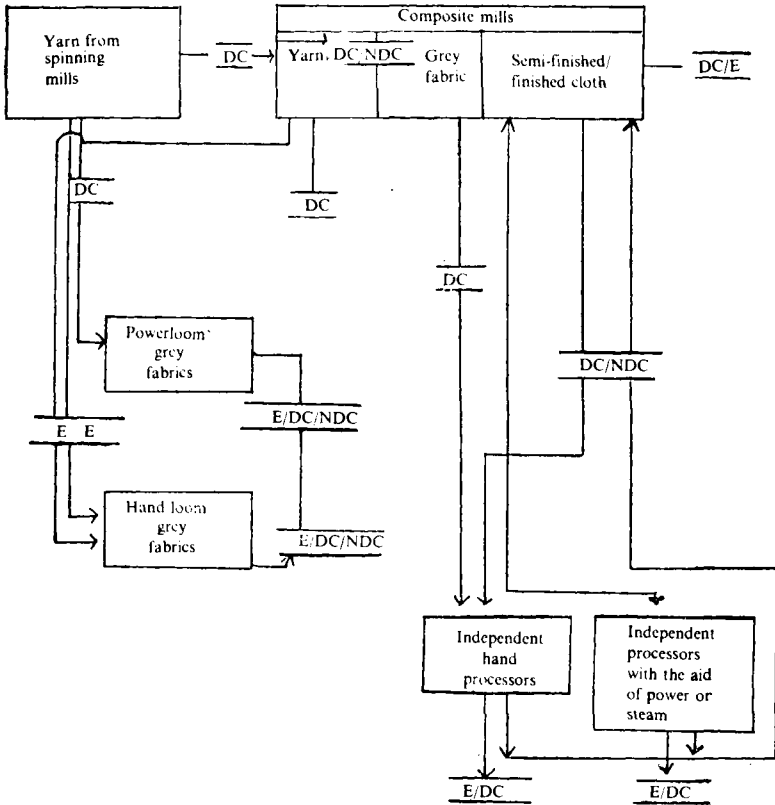 Composite mills
Yarn from
spinning
mills
DC
Yarn, DC/NDC
Grey
fabric
Semi-finished/
finished cloth
DC/E
DC
DC
DC
Powerloom
grey
fabrics
DC/NDC
E/DC/NDC
E E
Hand loom
grey
fabrics
E/DC/NDC
Independent
hand
processors
Independent
processors
with the aid
of power or
steam
E/DC
E/DC